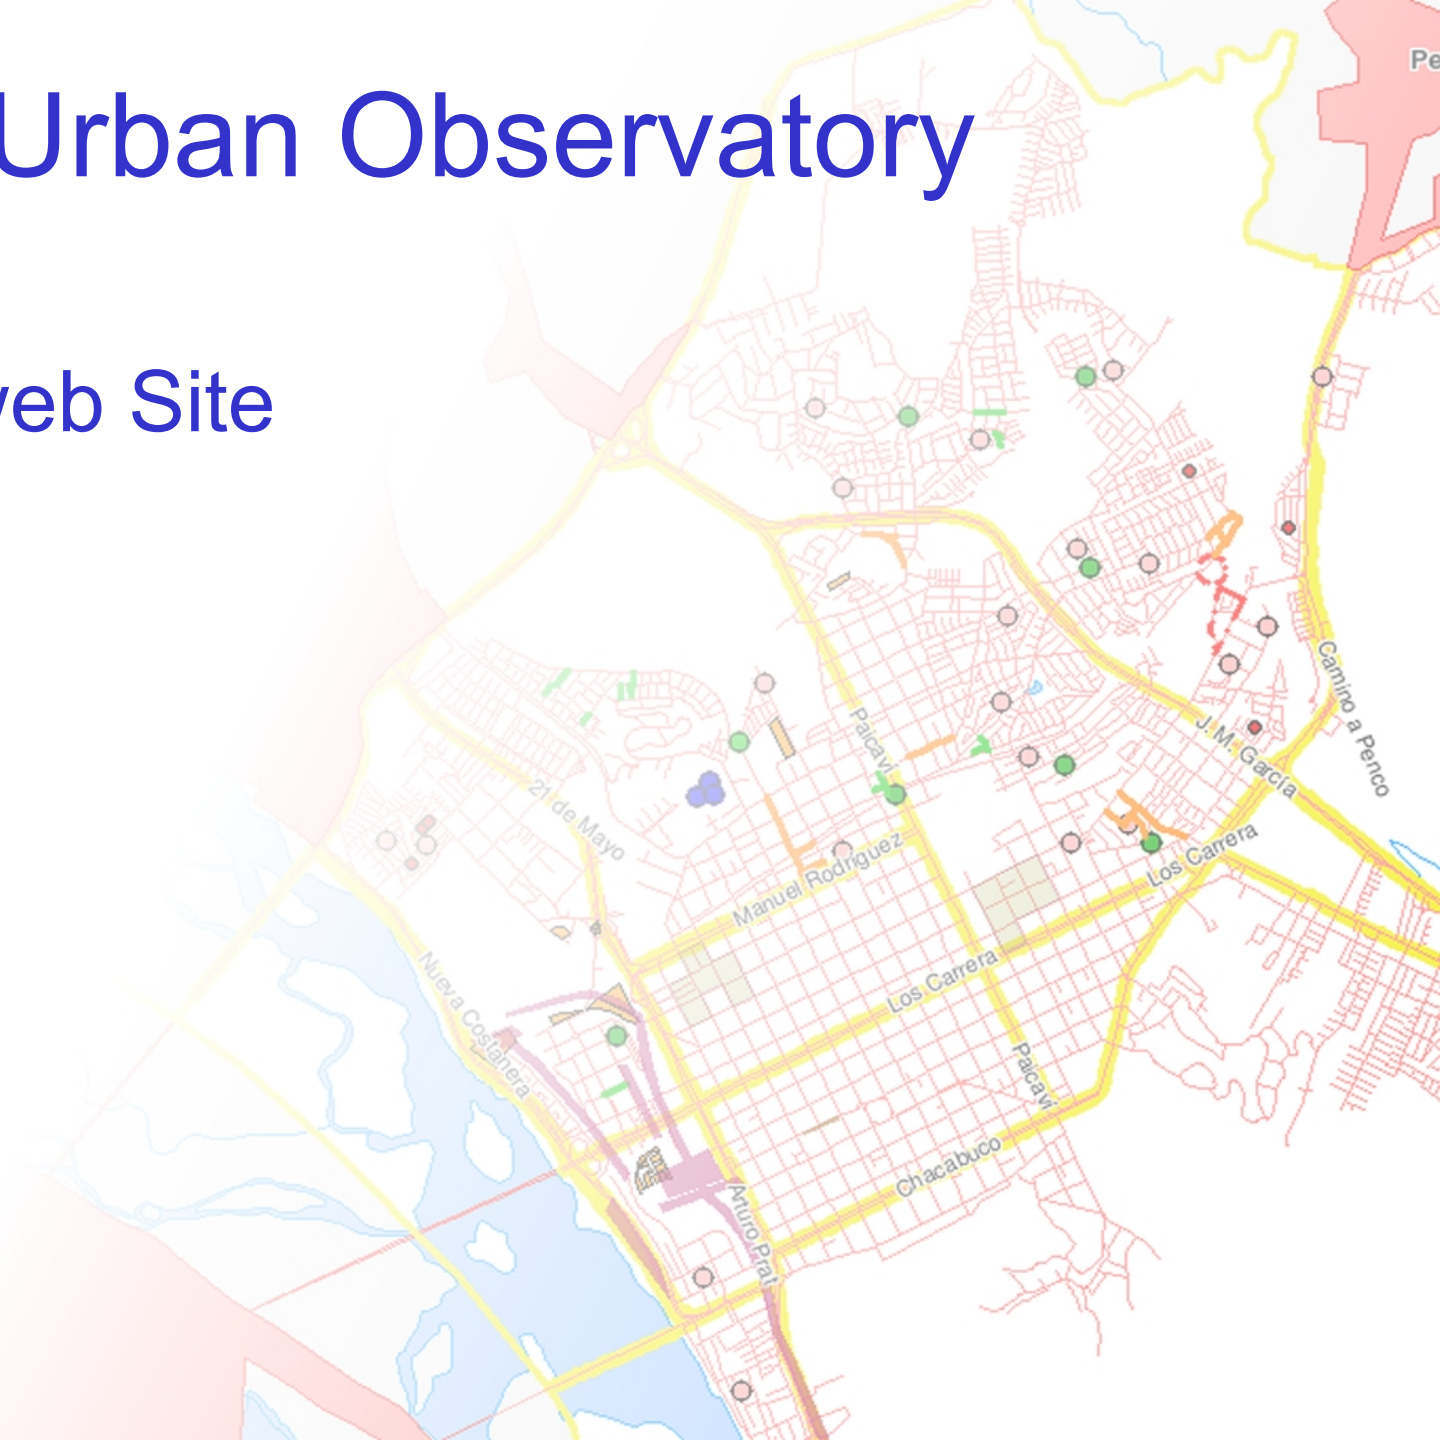 Urban Observatory
Pe
web Site
Camino a Penco
J. M. García
Paicaví
21 de Mayo
Manuel Rodríguez
Los Carrera
Los Carrera
Nueva Costanera
Paicaví
Chacabuco
Arturo Prat